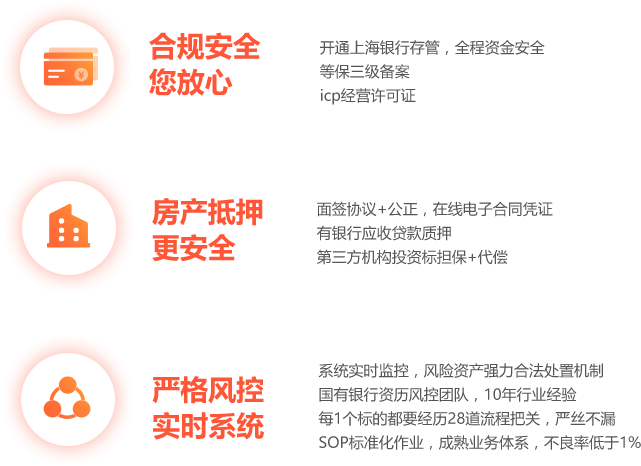 合规安全
您放心
开通上海银行存管，全程资金安全
等保三级备案
icp经营许可证
房产抵押
更安全
面签协议+公正，在线电子合同凭证
有银行应收贷款质押
第三方机构投资标担保+代偿
严格风控
实时系统
系统实时监控，风险资产强力合法处置机制
国有银行资历风控团队，10年行业经验
每1个标的都要经历28道流程把关，严丝不漏
SOP标准化作业，成熟业务体系，不良率低于1%